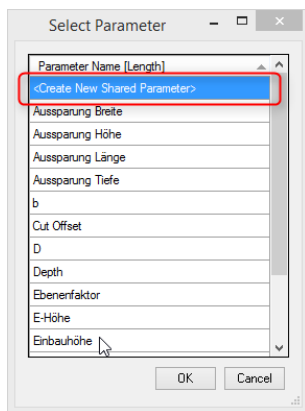 Select Parameter
Parameter Name [Length]
<Create New Shared Parameter>
Aussparung Breite
Aussparung Höhe
Aussparung Länge
Aussparung Tiefe
b
Cut Offset
D
Depth
Ebenenfaktor
E-Höhe
Einbauhöhe
OK Cancel